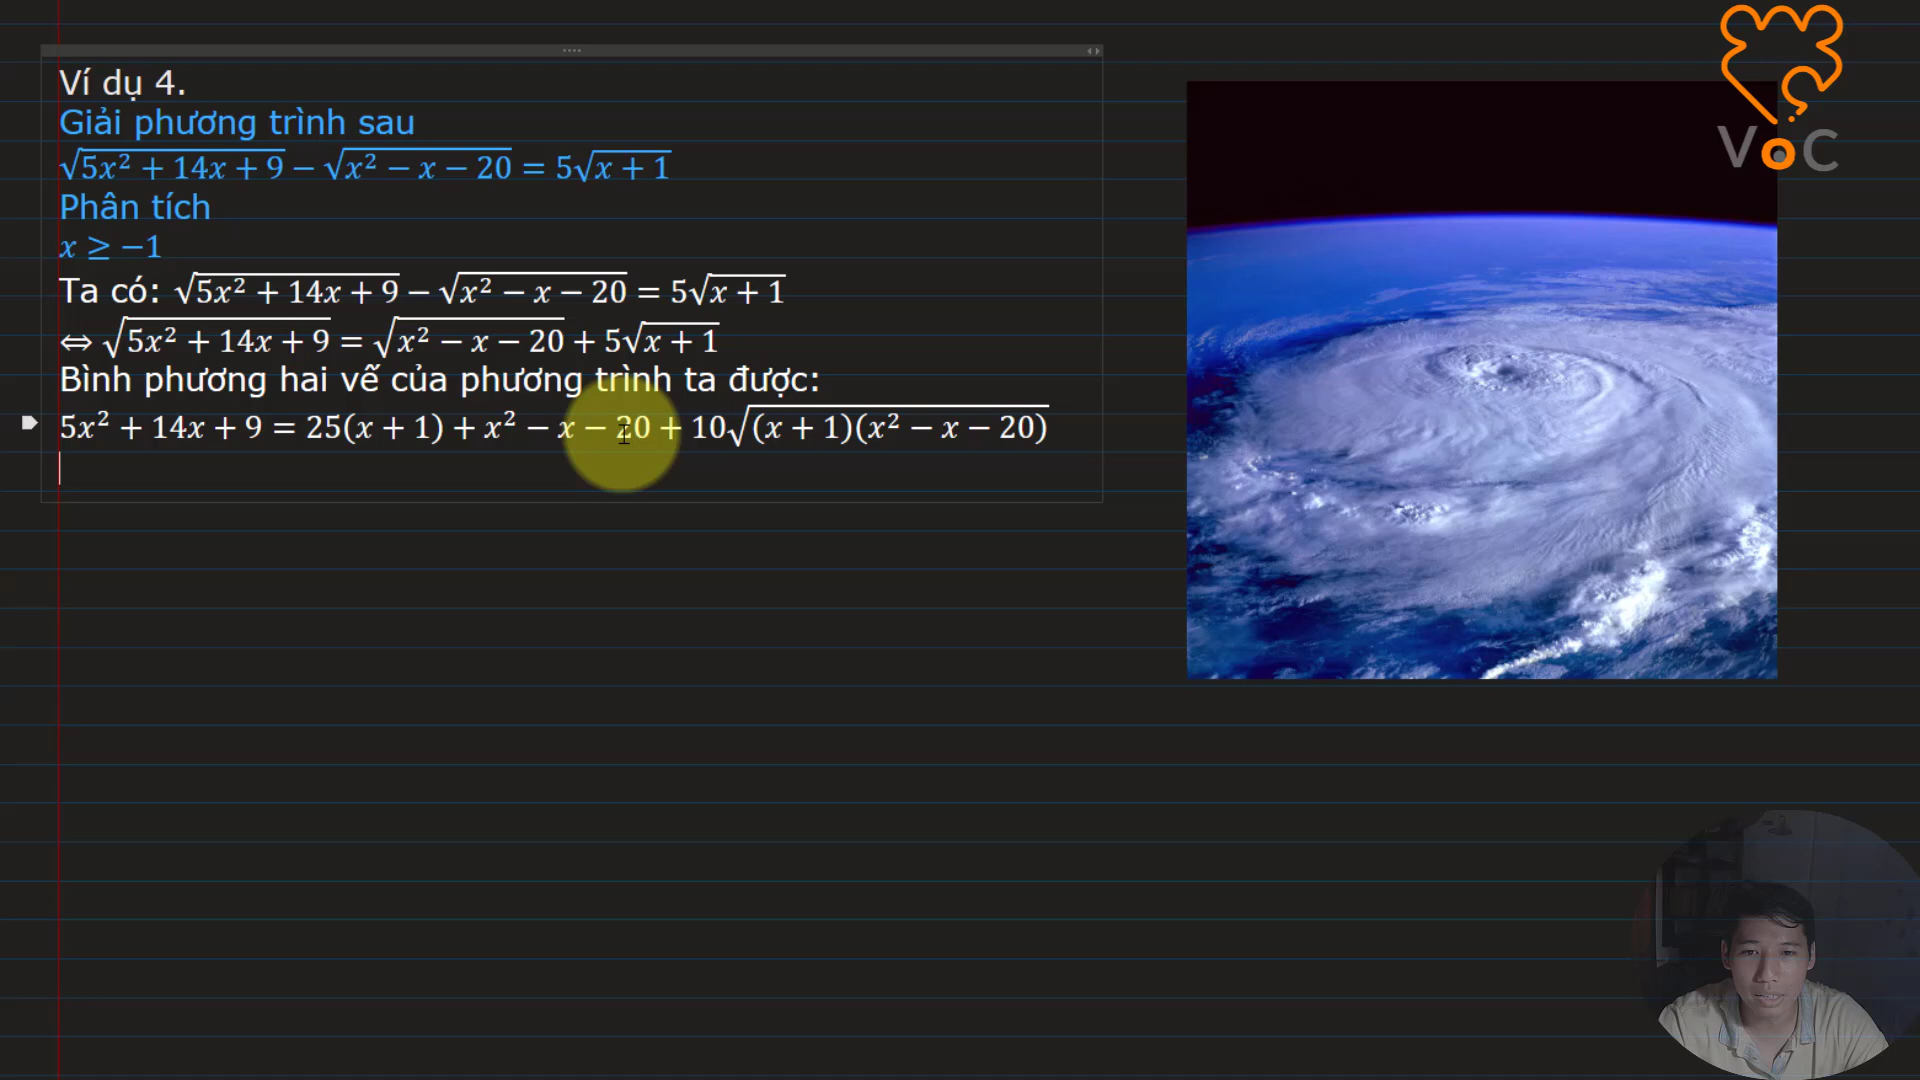 Ví dụ 4.
Giải phương trình sau
√(5x² + 14x + 9) − √(x² − x − 20) = 5√(x + 1)
Phân tích
x ≥ −1
Ta có: √(5x² + 14x + 9) − √(x² − x − 20) = 5√(x + 1)
⇔ √(5x² + 14x + 9) = √(x² − x − 20) + 5√(x + 1)
Bình phương hai vế của phương trình ta được:
5x² + 14x + 9 = 25(x + 1) + x² − x − 20 + 10√((x + 1)(x² − x − 20))
VoC